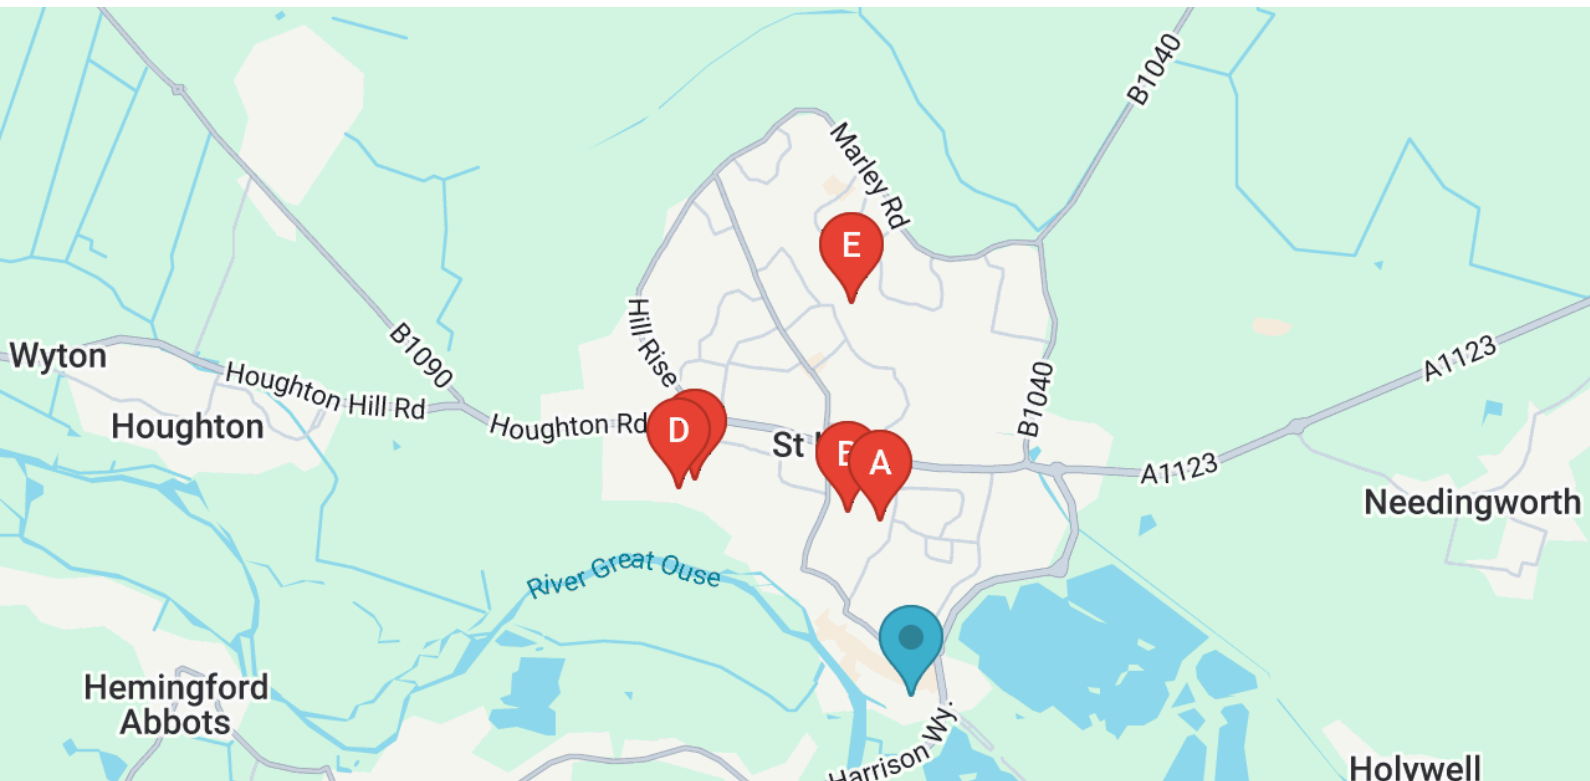 B1040
Marley Rd
E
Hill Rise
B1090
Wyton
Houghton Hill Rd
Houghton
Houghton Rd
D
St
B
A
B1040
A1123
A1123
Needingworth
River Great Ouse
Hemingford
Abbots
Harrison Wy.
Holywell